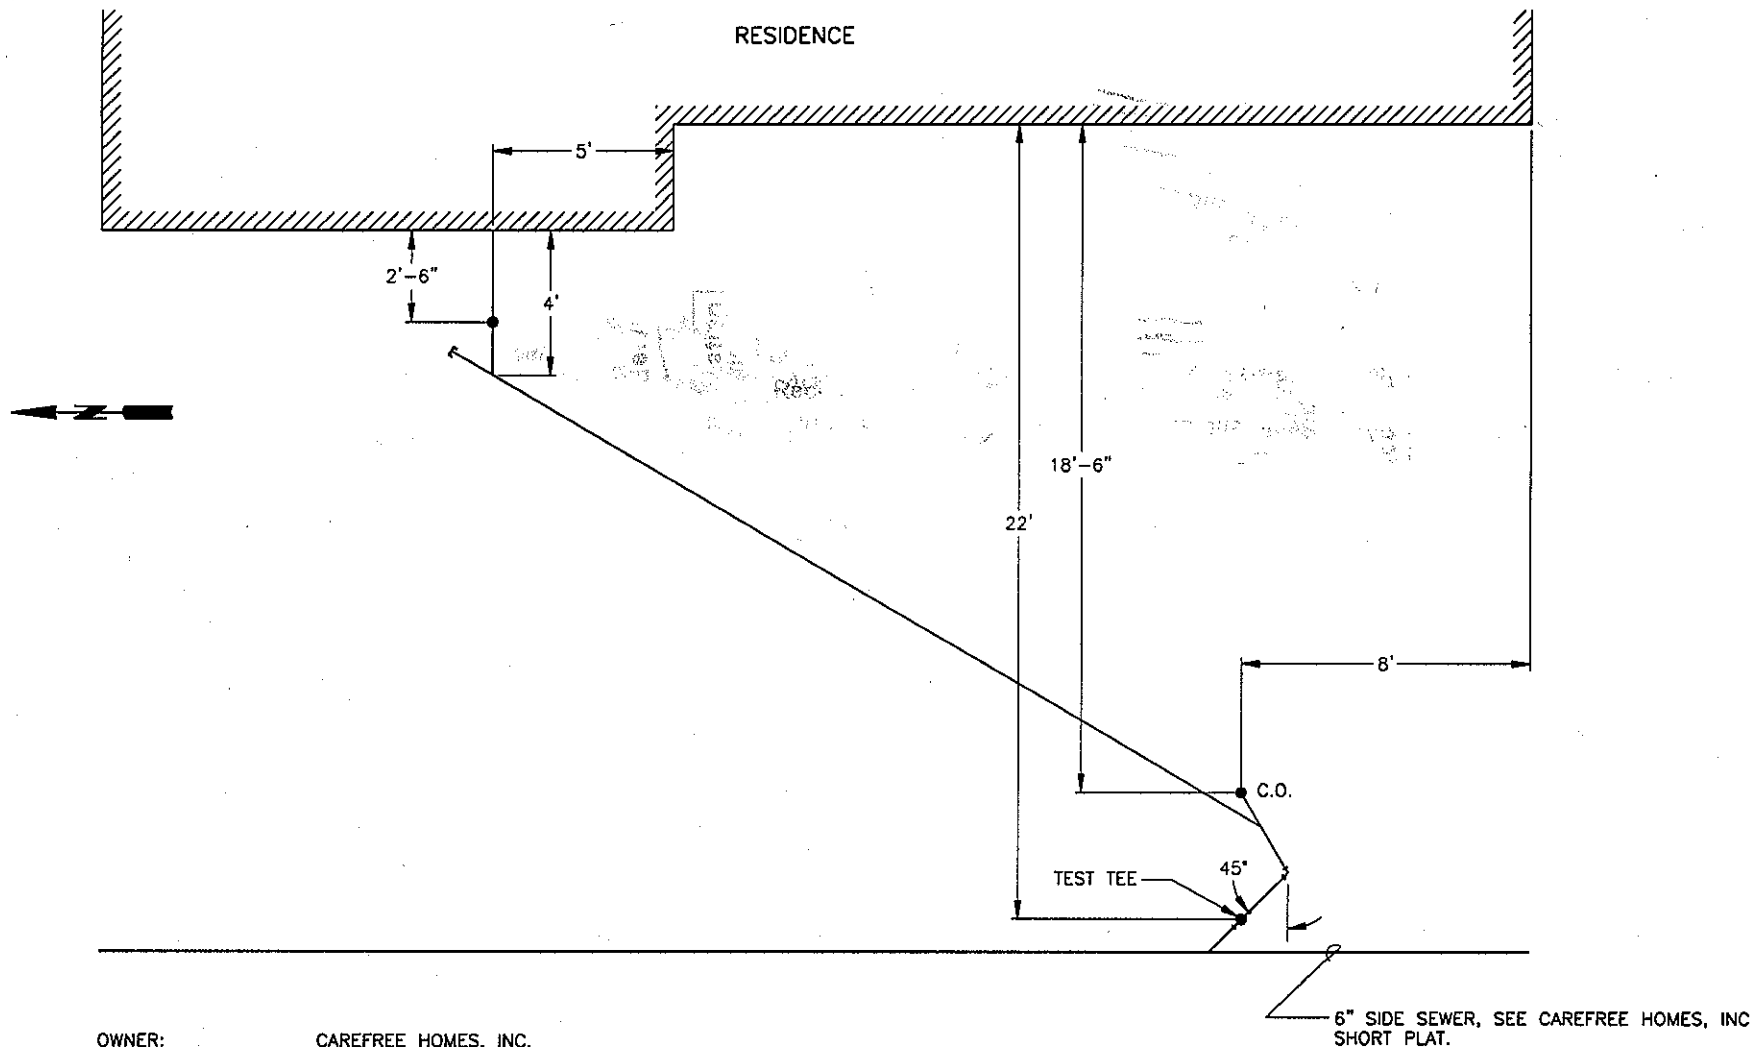 RESIDENCE
5'
2'-6"
4'
N
18'-6"
22'
8'
C.O.
45°
TEST TEE
6" SIDE SEWER, SEE CAREFREE HOMES, INC
SHORT PLAT.
OWNER: CAREFREE HOMES, INC.